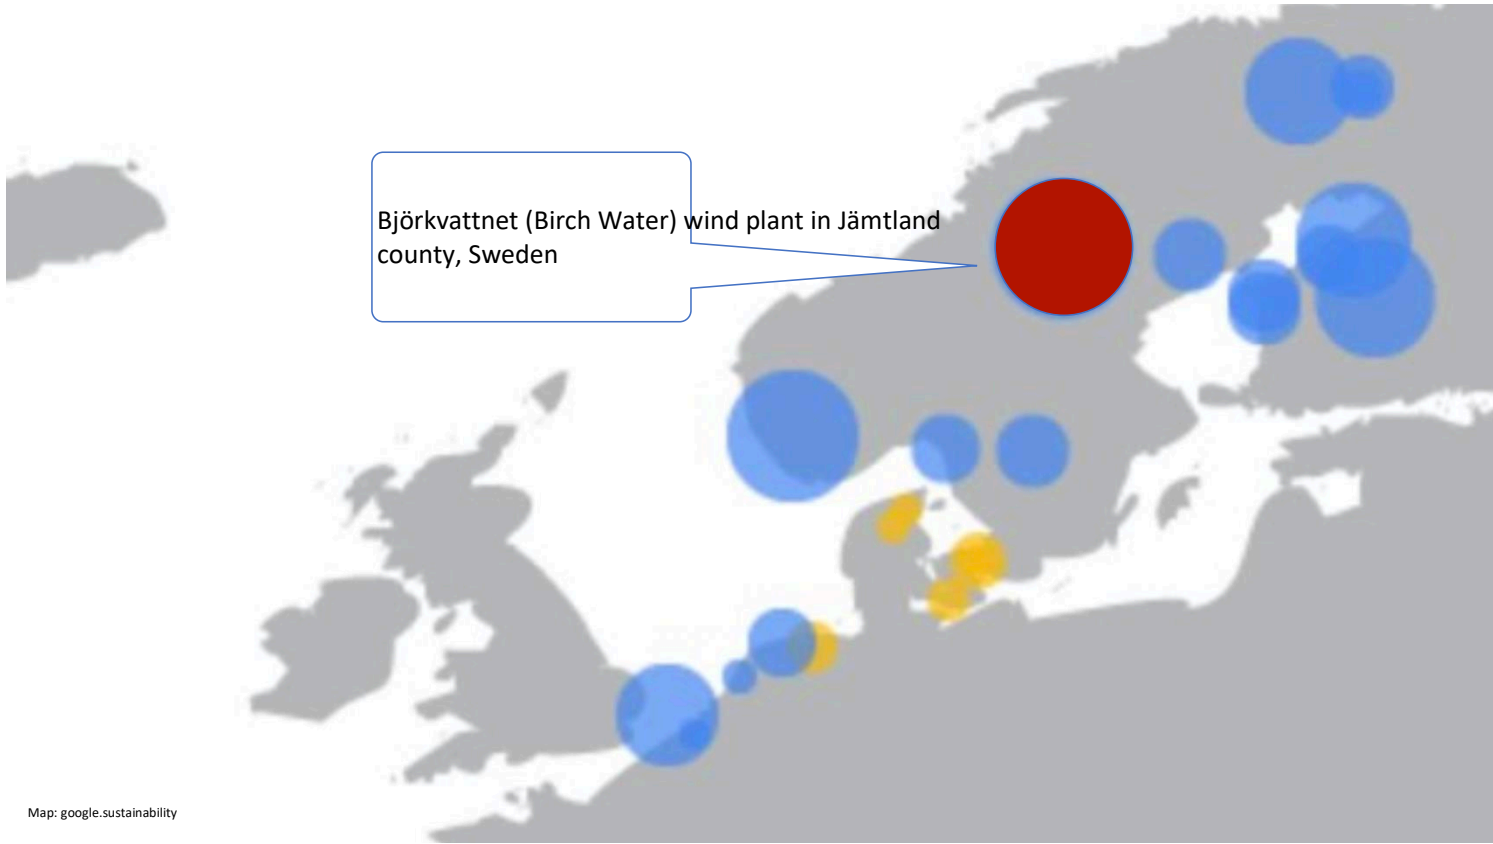 Björkvattnet (Birch Water) wind plant in Jämtland
county, Sweden
Map: google.sustainability